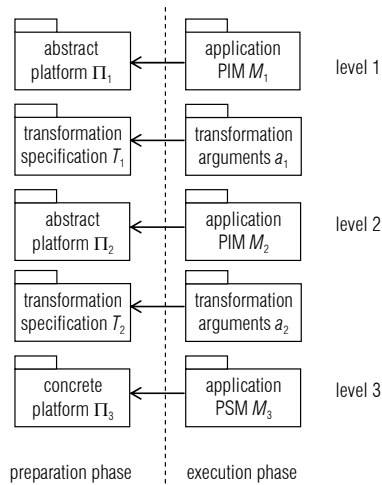 abstract
platform Π₁
application
PIM M₁
level 1
transformation
specification T₁
transformation
arguments a₁
abstract
platform Π₂
application
PIM M₂
level 2
transformation
specification T₂
transformation
arguments a₂
concrete
platform Π₃
application
PSM M₃
level 3
preparation phase
execution phase